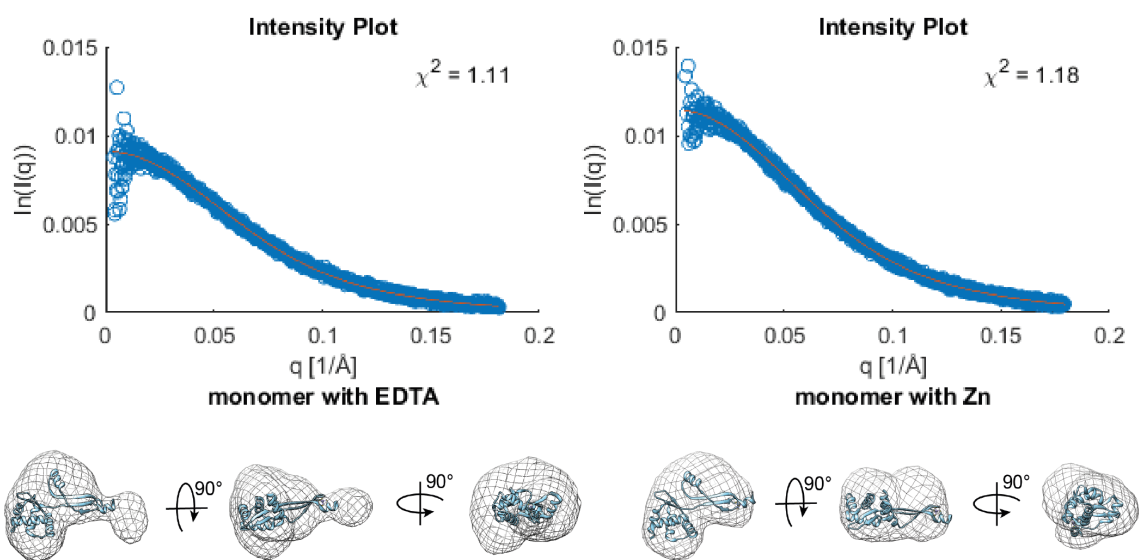 Intensity Plot
χ² = 1.11
ln(I(q))
0.015
0.01
0.005
0
0
0.05
0.1
0.15
0.2
q [1/Å]
monomer with EDTA
Intensity Plot
χ² = 1.18
ln(I(q))
0.015
0.01
0.005
0
0
0.05
0.1
0.15
0.2
q [1/Å]
monomer with Zn
90°
90°
90°
90°